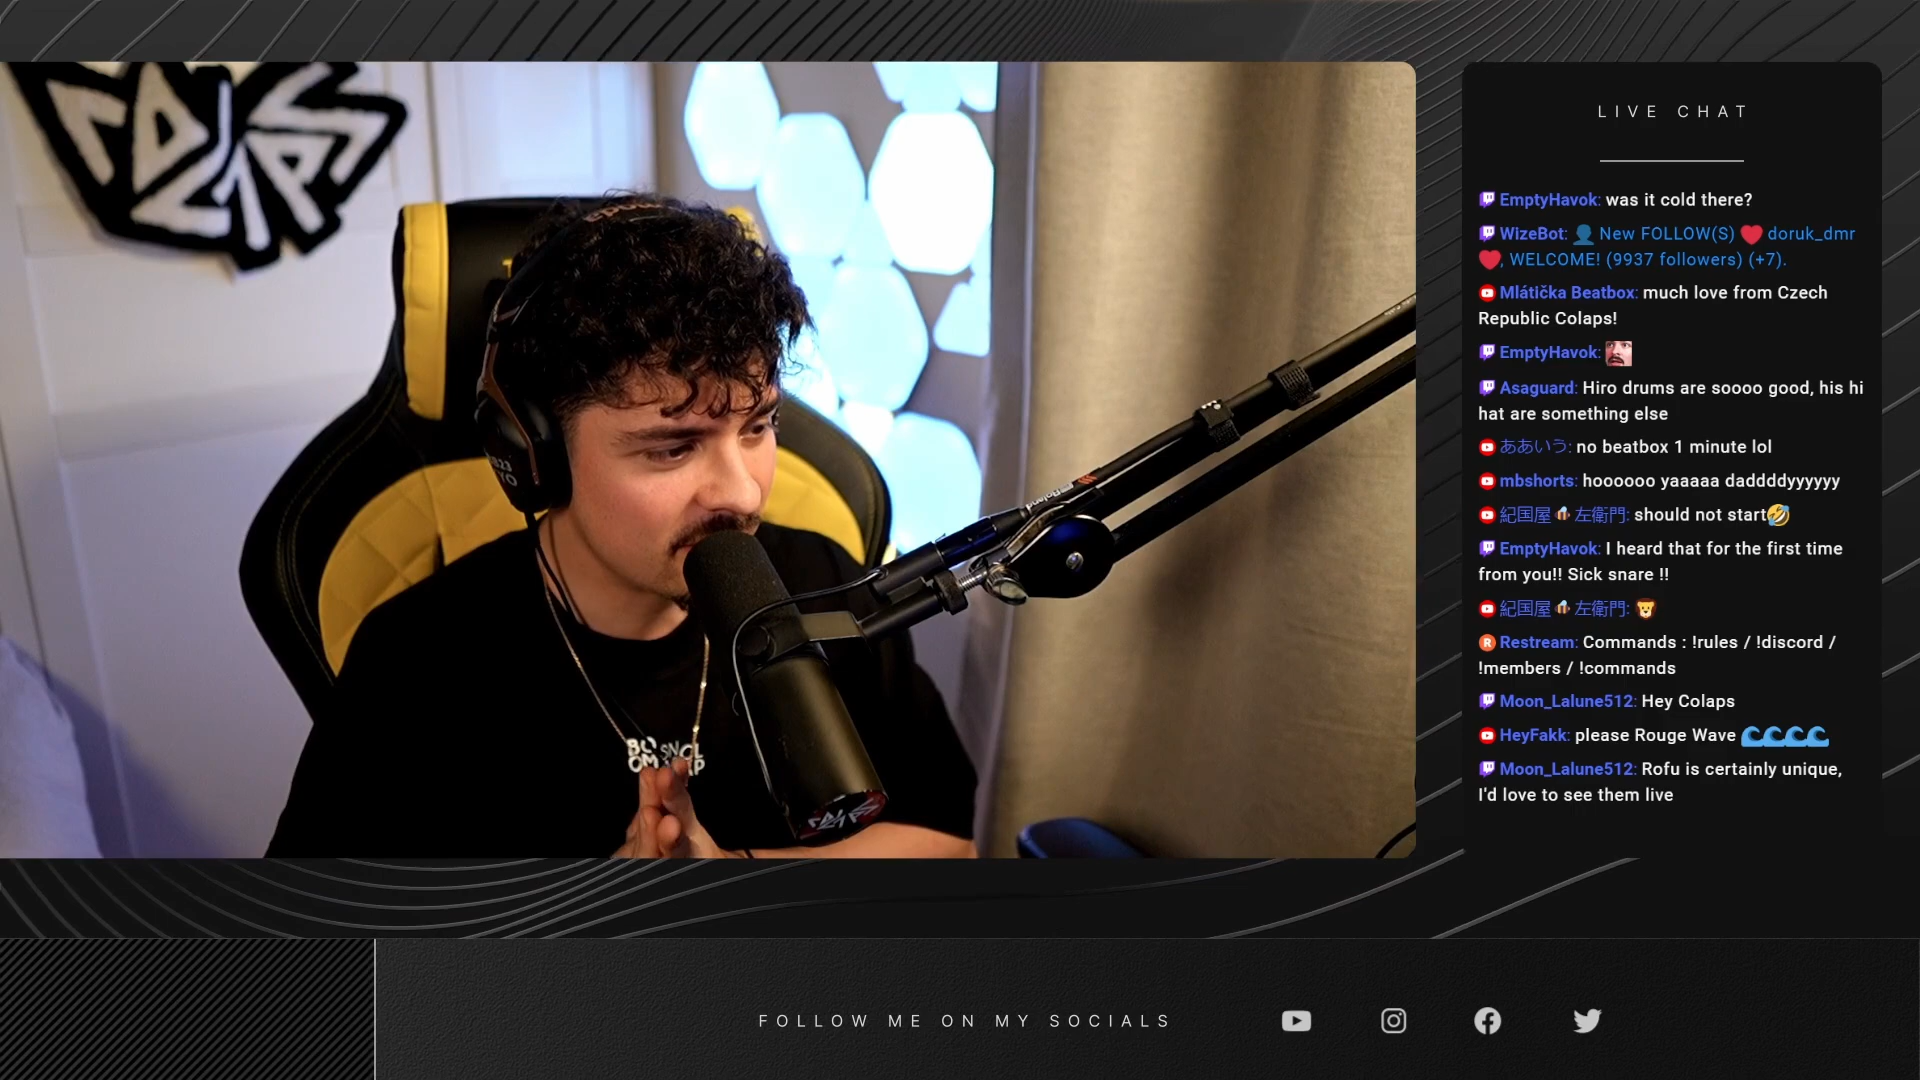 COLAPS
LIVE CHAT
EmptyHavok: was it cold there?
WizeBot: 👤 New FOLLOW(S) ❤️ doruk_dmr
❤️, WELCOME! (9937 followers) (+7).
Mlátička Beatbox: much love from Czech
Republic Colaps!
EmptyHavok:
Asaguard: Hiro drums are soooo good, his hi
hat are something else
ああいう: no beatbox 1 minute lol
mbshorts: hoooooo yaaaaa daddddyyyyyy
紀国屋🐝左衛門: should not start🤣
EmptyHavok: I heard that for the first time
from you!! Sick snare !!
紀国屋🐝左衛門: 🦁
Restream: Commands : !rules / !discord /
!members / !commands
Moon_Lalune512: Hey Colaps
HeyFakk: please Rouge Wave 🌊🌊🌊🌊
Moon_Lalune512: Rofu is certainly unique,
I'd love to see them live
Roland
COLAPS
FOLLOW ME ON MY SOCIALS